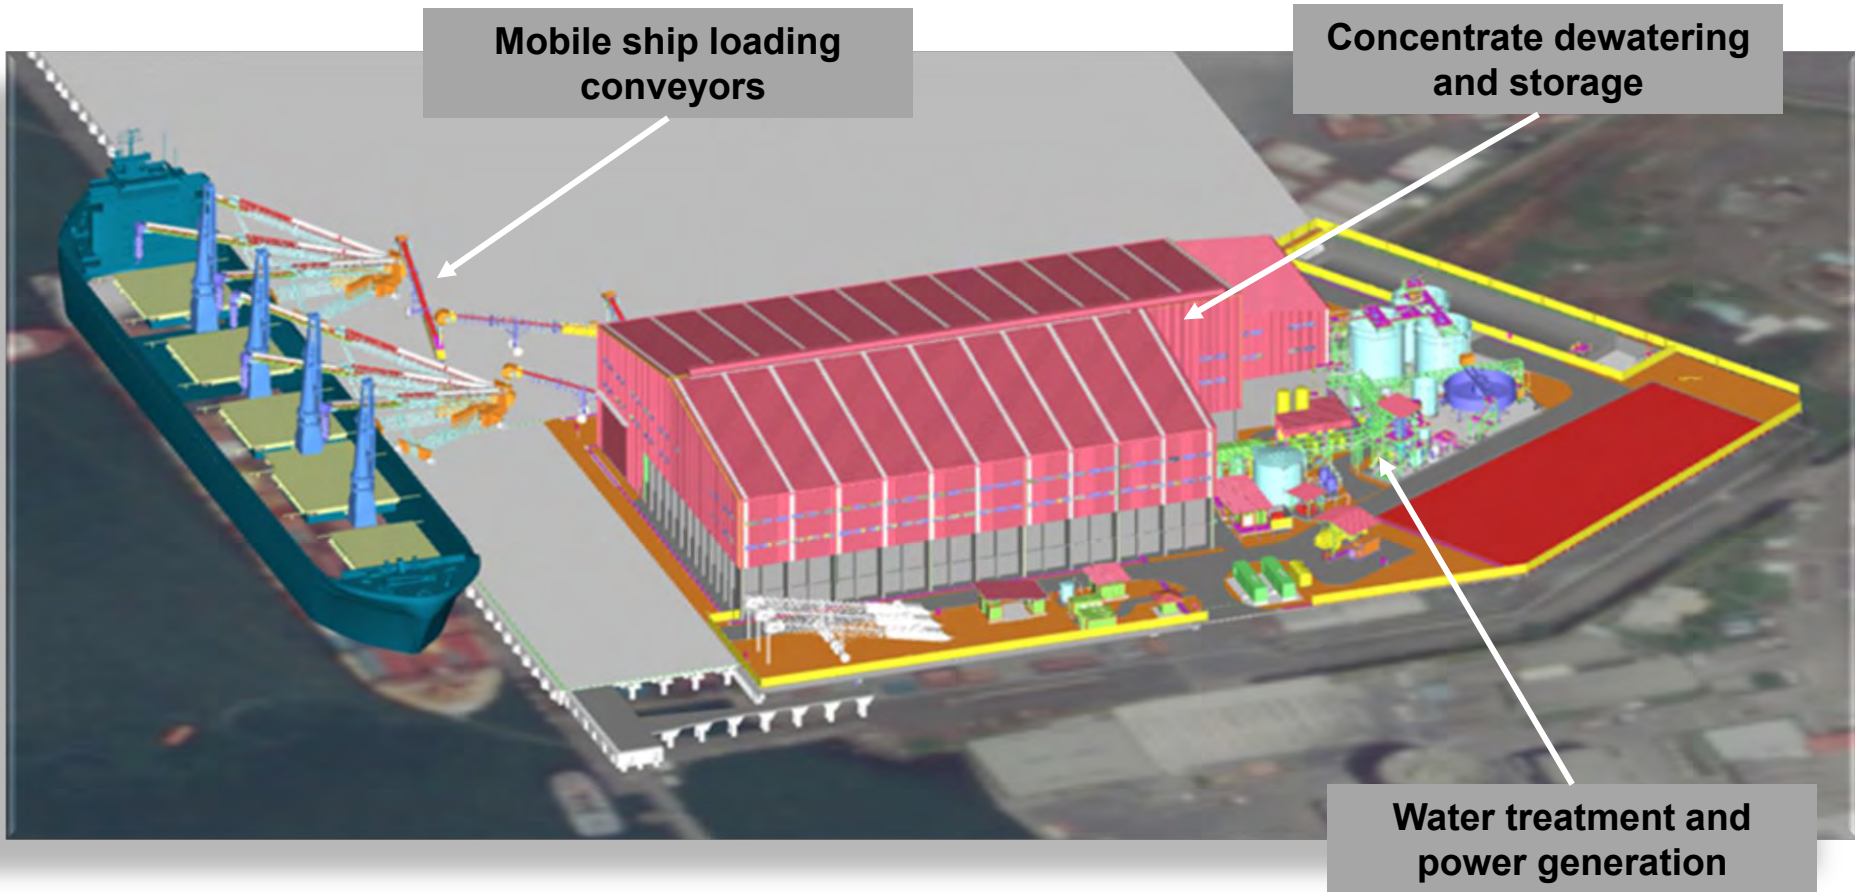 Mobile ship loading
conveyors
Concentrate dewatering
and storage
Water treatment and
power generation